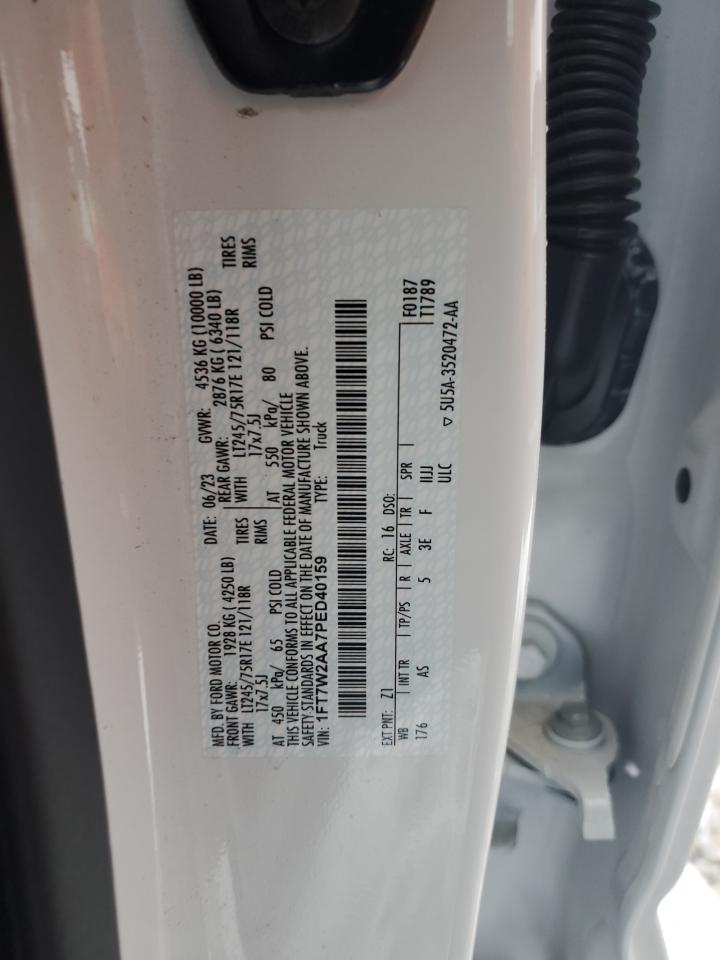 MFD. BY FORD MOTOR CO.
DATE: 06/23 GVWR: 4536 KG (10000 LB)
FRONT GAWR: 1928 KG ( 4250 LB) REAR GAWR: 2876 KG ( 6340 LB)
WITH LT245/75R17E 121/118R TIRES WITH LT245/75R17E 121/118R TIRES
17x7.5J RIMS 17x7.5J RIMS
AT 450 kPa/ 65 PSI COLD AT 550 kPa/ 80 PSI COLD
THIS VEHICLE CONFORMS TO ALL APPLICABLE FEDERAL MOTOR VEHICLE
SAFETY STANDARDS IN EFFECT ON THE DATE OF MANUFACTURE SHOWN ABOVE.
VIN: 1FT7W2AA7PED40159 TYPE: Truck
EXT PNT: Z1 RC: 16 DSO: F0187
WB INT TR TP/PS R AXLE TR SPR T1789
176 AS 5 3E F IIJJ
ULC ▽ 5U5A-3520472-AA